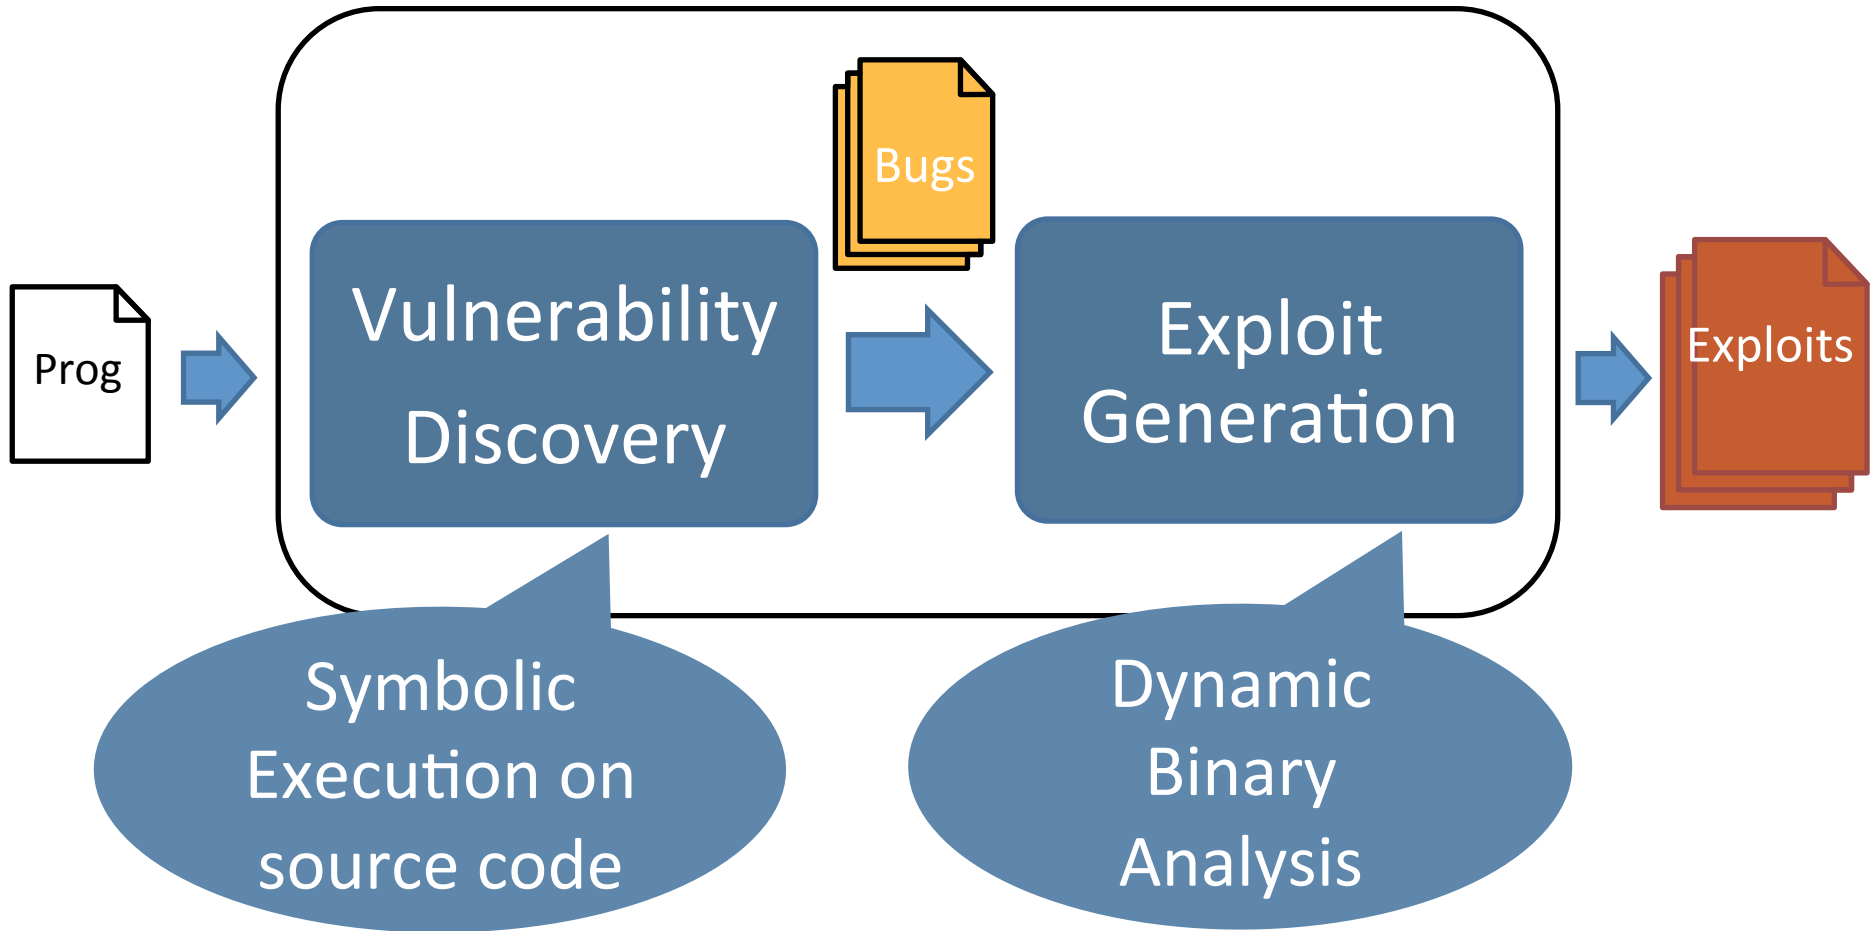 Prog
Vulnerability
Discovery
Bugs
Exploit
Generation
Exploits
Symbolic
Execution on
source code
Dynamic
Binary
Analysis